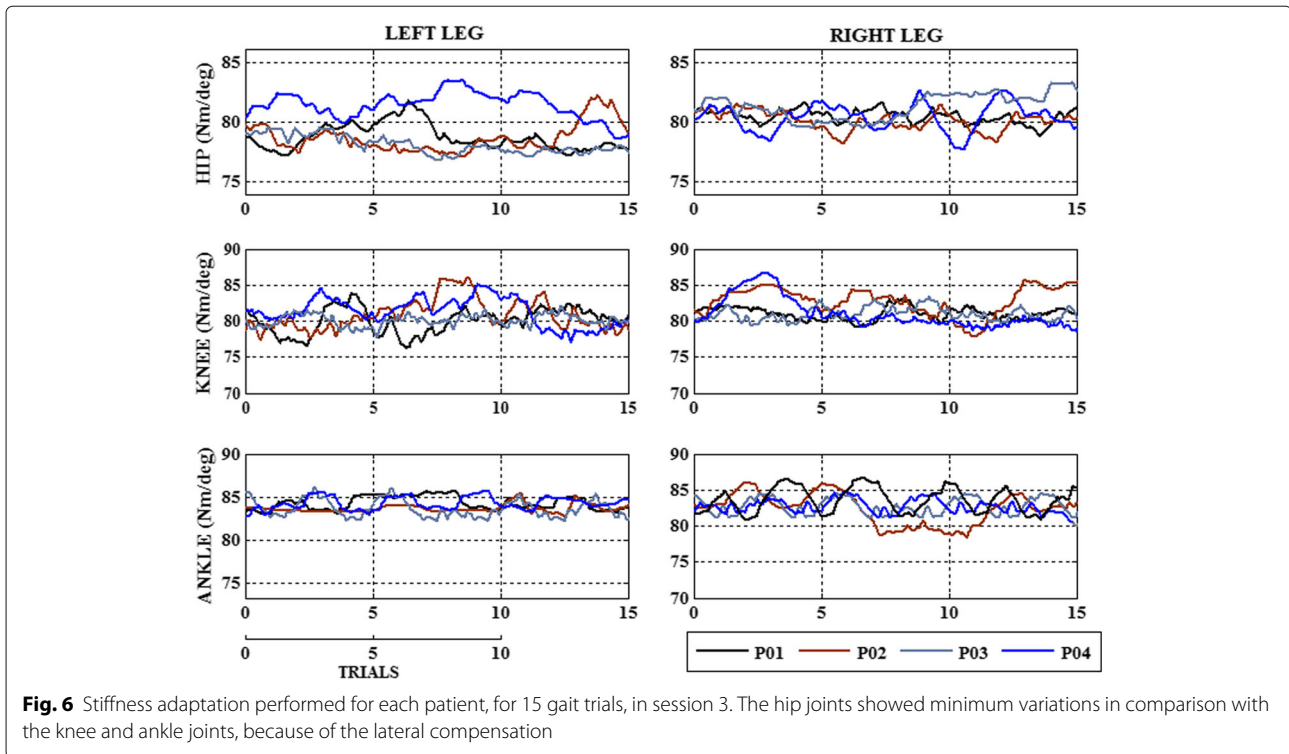 LEFT LEG
RIGHT LEG
HIP (Nm/deg)
85
80
75
0 5 10 15
85
80
75
0 5 10 15
KNEE (Nm/deg)
90
85
80
75
70
0 5 10 15
90
85
80
75
70
0 5 10 15
ANKLE (Nm/deg)
90
85
80
75
0 5 10 15
90
85
80
75
70
0 5 10 15
0 5 10
TRIALS
P01 P02 P03 P04
Fig. 6 Stiffness adaptation performed for each patient, for 15 gait trials, in session 3. The hip joints showed minimum variations in comparison with
the knee and ankle joints, because of the lateral compensation